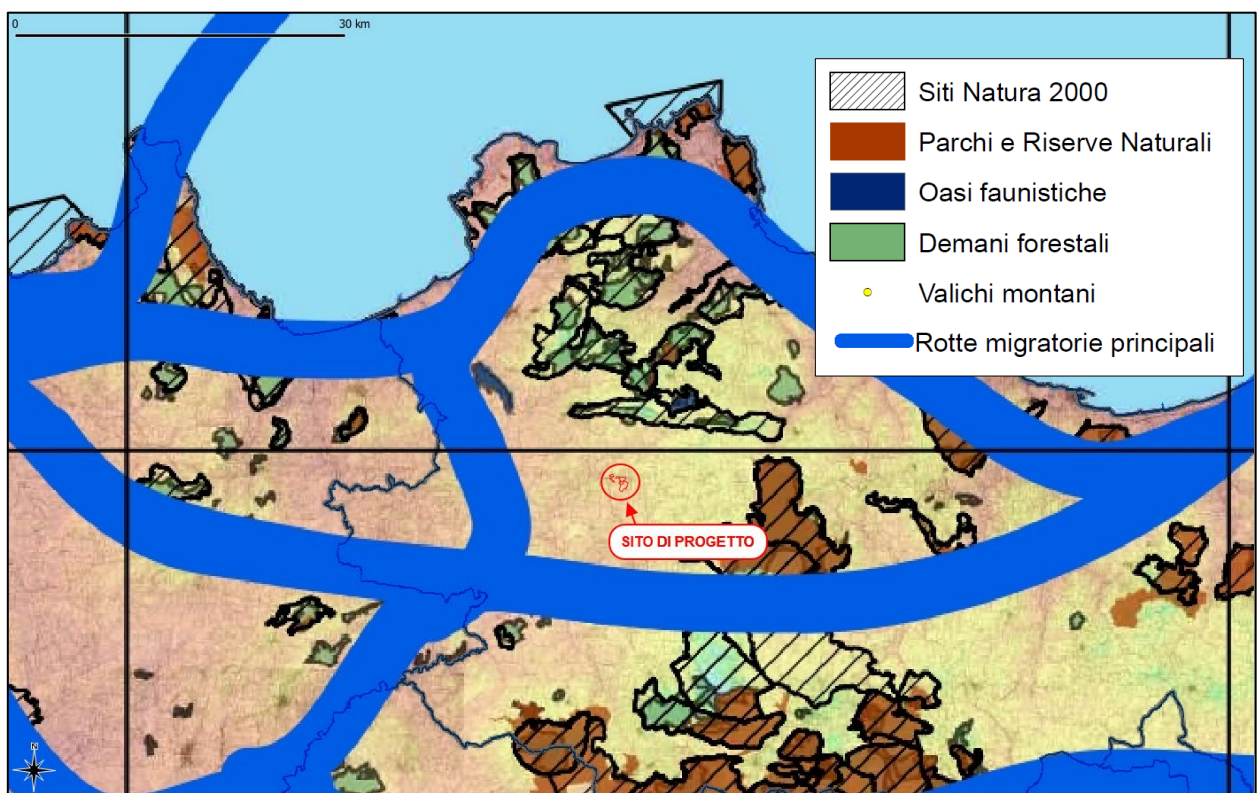 0 30 km
Siti Natura 2000
Parchi e Riserve Naturali
Oasi faunistiche
Demani forestali
Valichi montani
Rotte migratorie principali
SITO DI PROGETTO
N